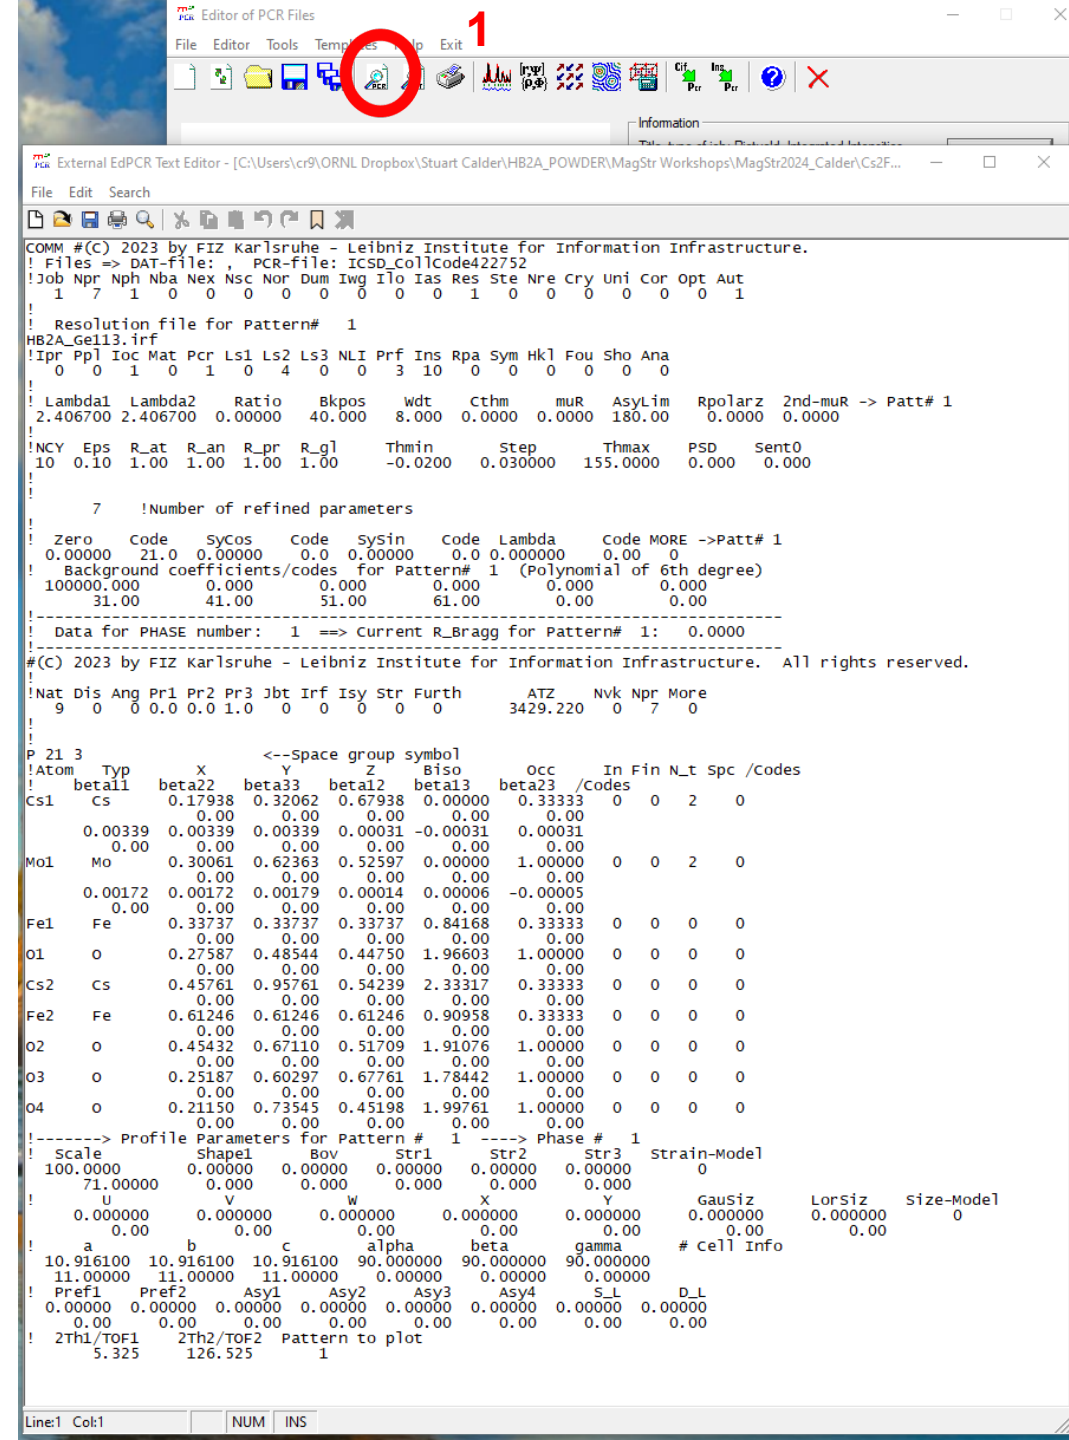 Editor of PCR Files
1
File Editor Tools Templates Help Exit
Information
External EdPCR Text Editor - [C:\Users\cr9\ORNL Dropbox\Stuart Calder\HB2A_POWDER\MagStr Workshops\MagStr2024_Calder\Cs2F...
File Edit Search
COMM #(C) 2023 by FIZ Karlsruhe - Leibniz Institute for Information Infrastructure.
! Files => DAT-file: , PCR-file: ICSD_CollCode422752
!Job Npr Nph Nba Nex Nsc Nor Dum Iwg Ilo Ias Res Ste Nre Cry Uni Cor Opt Aut
1 7 1 0 0 0 0 0 0 0 0 1 0 0 0 0 0 0 1
!
! Resolution file for Pattern# 1
HB2A_Ge113.irf
!Ipr Ppl Ioc Mat Pcr Ls1 Ls2 Ls3 NLI Prf Ins Rpa Sym Hkl Fou Sho Ana
0 0 1 0 1 0 4 0 0 3 10 0 0 0 0 0 0
!
! Lambda1 Lambda2 Ratio Bkpos Wdt Cthm muR AsyLim Rpolarz 2nd-muR -> Patt# 1
2.406700 2.406700 0.00000 40.000 8.000 0.0000 0.0000 180.00 0.0000 0.0000
!
!NCY Eps R_at R_an R_pr R_gl Thmin Step Thmax PSD Sent0
10 0.10 1.00 1.00 1.00 1.00 -0.0200 0.030000 155.0000 0.000 0.000
!
!
7 !Number of refined parameters
!
! Zero Code SyCos Code SySin Code Lambda Code MORE ->Patt# 1
0.00000 21.0 0.00000 0.0 0.00000 0.0 0.000000 0.00 0
! Background coefficients/codes for Pattern# 1 (Polynomial of 6th degree)
100000.000 0.000 0.000 0.000 0.000 0.000
31.00 41.00 51.00 61.00 0.00 0.00
!-------------------------------------------------------------------------------
! Data for PHASE number: 1 ==> Current R_Bragg for Pattern# 1: 0.0000
!-------------------------------------------------------------------------------
#(C) 2023 by FIZ Karlsruhe - Leibniz Institute for Information Infrastructure. All rights reserved.
!
!Nat Dis Ang Pr1 Pr2 Pr3 Jbt Irf Isy Str Furth ATZ Nvk Npr More
9 0 0 0.0 0.0 1.0 0 0 0 0 0 3429.220 0 7 0
!
!
P 21 3 <--Space group symbol
!Atom Typ X Y Z Biso Occ In Fin N_t Spc /Codes
! beta11 beta22 beta33 beta12 beta13 beta23 /Codes
Cs1 Cs 0.17938 0.32062 0.67938 0.00000 0.33333 0 0 2 0
0.00 0.00 0.00 0.00 0.00
0.00339 0.00339 0.00339 0.00031 -0.00031 0.00031
0.00 0.00 0.00 0.00 0.00 0.00
Mo1 Mo 0.30061 0.62363 0.52597 0.00000 1.00000 0 0 2 0
0.00 0.00 0.00 0.00 0.00
0.00172 0.00172 0.00179 0.00014 0.00006 -0.00005
0.00 0.00 0.00 0.00 0.00 0.00
Fe1 Fe 0.33737 0.33737 0.33737 0.84168 0.33333 0 0 0 0
0.00 0.00 0.00 0.00 0.00
O1 O 0.27587 0.48544 0.44750 1.96603 1.00000 0 0 0 0
0.00 0.00 0.00 0.00 0.00
Cs2 Cs 0.45761 0.95761 0.54239 2.33317 0.33333 0 0 0 0
0.00 0.00 0.00 0.00 0.00
Fe2 Fe 0.61246 0.61246 0.61246 0.90958 0.33333 0 0 0 0
0.00 0.00 0.00 0.00 0.00
O2 O 0.45432 0.67110 0.51709 1.91076 1.00000 0 0 0 0
0.00 0.00 0.00 0.00 0.00
O3 O 0.25187 0.60297 0.67761 1.78442 1.00000 0 0 0 0
0.00 0.00 0.00 0.00 0.00
O4 O 0.21150 0.73545 0.45198 1.99761 1.00000 0 0 0 0
0.00 0.00 0.00 0.00 0.00
!-------> Profile Parameters for Pattern # 1 ----> Phase # 1
! Scale Shape1 Bov Str1 Str2 Str3 Strain-Model
100.0000 0.00000 0.00000 0.00000 0.00000 0.00000 0
71.00000 0.000 0.000 0.000 0.000 0.000
! U V W X Y GauSiz LorSiz Size-Model
0.000000 0.000000 0.000000 0.000000 0.000000 0.000000 0.000000 0
0.00 0.00 0.00 0.00 0.00 0.00 0.00
! a b c alpha beta gamma # Cell Info
10.916100 10.916100 10.916100 90.000000 90.000000 90.000000
11.00000 11.00000 11.00000 0.00000 0.00000 0.00000
! Pref1 Pref2 Asy1 Asy2 Asy3 Asy4 S_L D_L
0.00000 0.00000 0.00000 0.00000 0.00000 0.00000 0.00000 0.00000
0.00 0.00 0.00 0.00 0.00 0.00 0.00 0.00
! 2Th1/TOF1 2Th2/TOF2 Pattern to plot
5.325 126.525 1
Line:1 Col:1 NUM INS